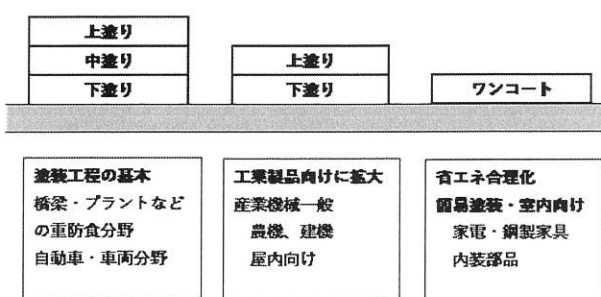 上塗り
中塗り
下塗り
上塗り
下塗り
ワンコート
塗装工程の基本
橋梁・プラントなど
の重防食分野
自動車・車両分野
工業製品向けに拡大
産業機械一般
農機、建機
屋内向け
省エネ合理化
簡易塗装・室内向け
家電・鋼製家具
内装部品